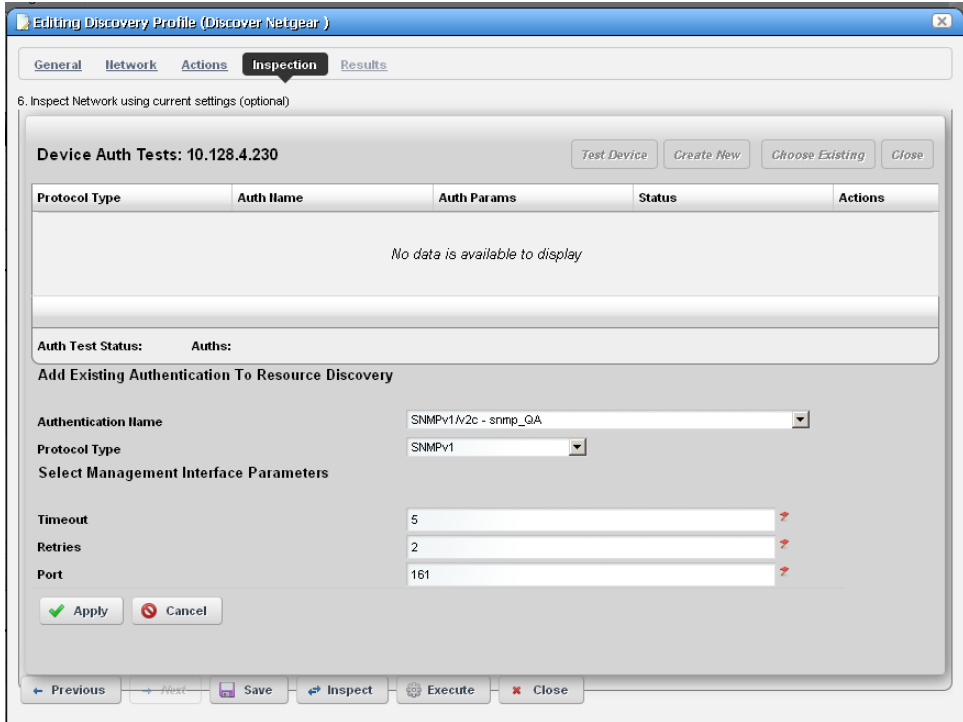 Editing Discovery Profile (Discover Netgear )
General Network Actions Inspection Results
6. Inspect Network using current settings (optional)
Device Auth Tests: 10.128.4.230 Test Device Create New Choose Existing Close
Protocol Type Auth Name Auth Params Status Actions
No data is available to display
Auth Test Status: Auths:
Add Existing Authentication To Resource Discovery
Authentication Name SNMPv1/v2c - snmp_QA
Protocol Type SNMPv1
Select Management Interface Parameters
Timeout 5
Retries 2
Port 161
Apply Cancel
Previous Next Save Inspect Execute Close